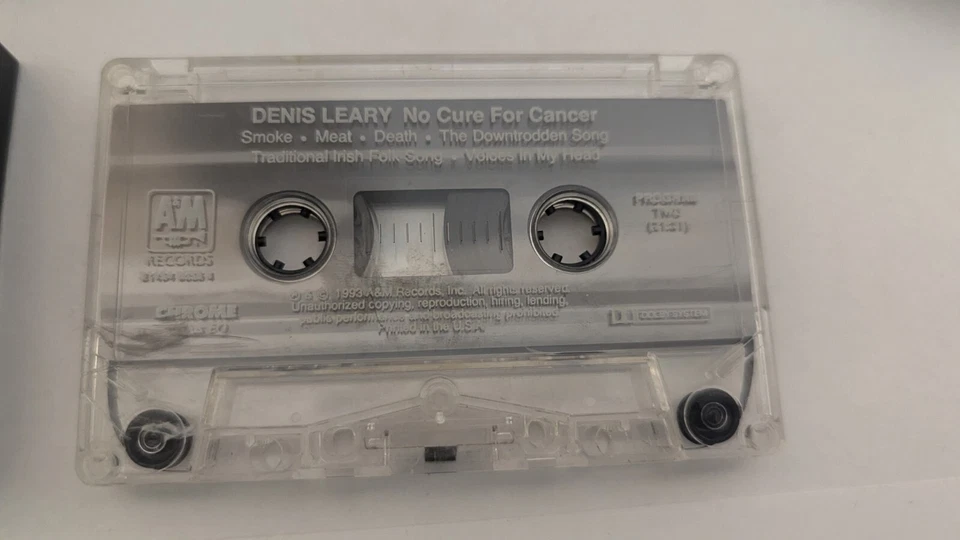 DENIS LEARY No Cure For Cancer
Smoke • Meat • Death • The Downtrodden Song
Traditional Irish Folk Song • Voices In My Head
A&M
RECORDS
PROGRAM
TWO
CHROME
℗ © 1993 A&M Records, Inc. All rights reserved.
Unauthorized copying, reproduction, hiring, lending,
public performance and broadcasting prohibited.
Printed in the U.S.A.
DOLBY SYSTEM